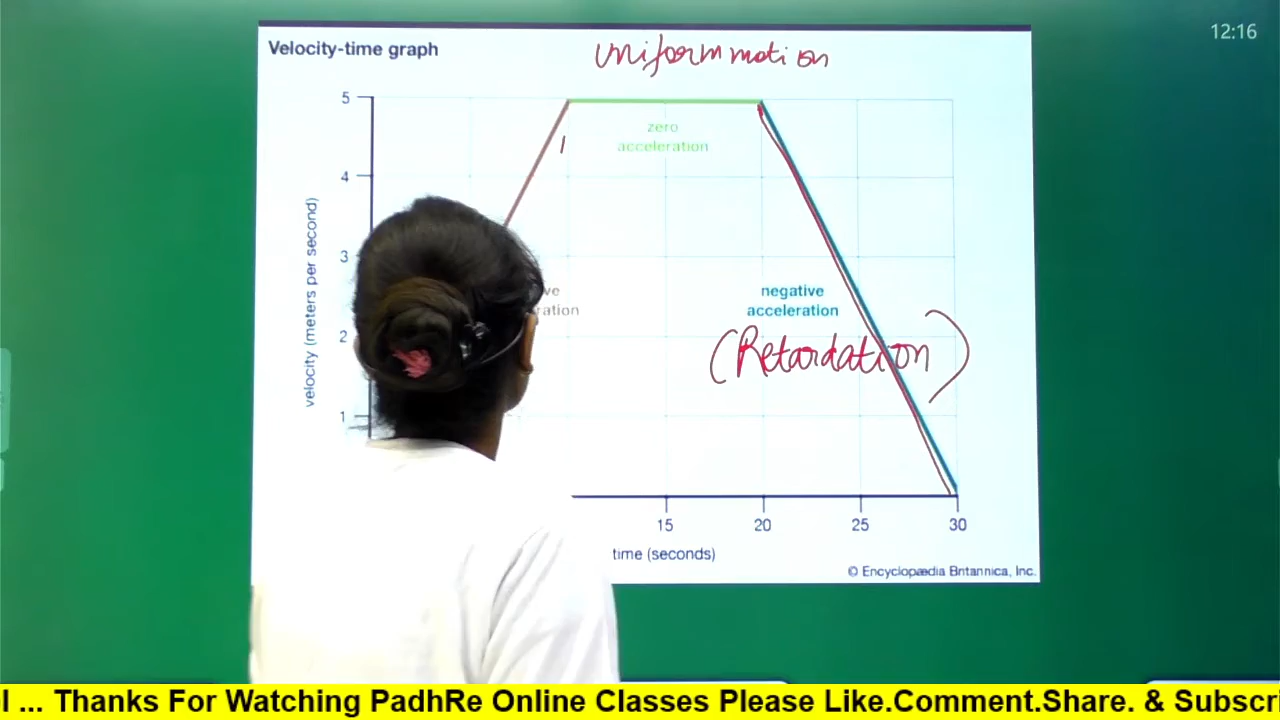 12:16
Velocity-time graph
uniform motion
5
4
3
2
1
velocity (meters per second)
zero
acceleration
negative
acceleration
(Retardation)
15
20
25
30
time (seconds)
© Encyclopædia Britannica, Inc.
... Thanks For Watching PadhRe Online Classes Please Like.Comment.Share. &